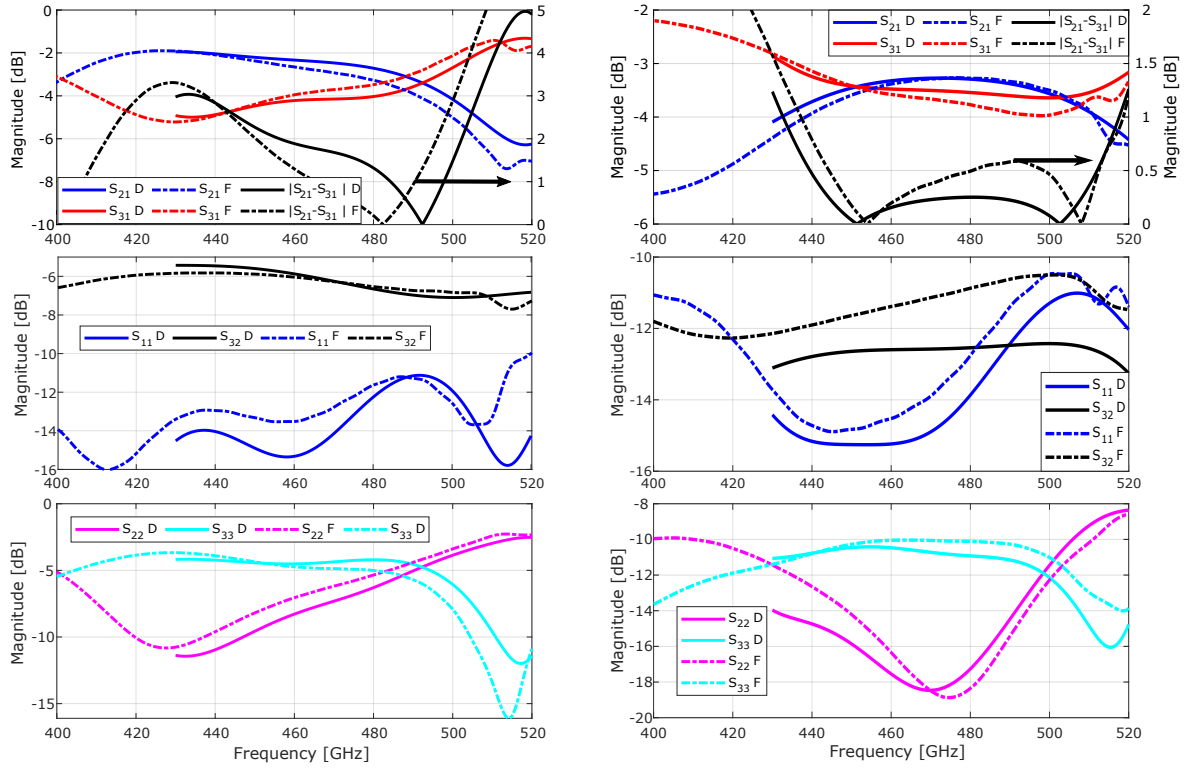 0
-2
-4
-6
-8
-10
Magnitude [dB]
5
4
3
2
1
0
S21 D
S21 F
|S21-S31 | D
S31 D
S31 F
|S21-S31 | F
400
420
440
460
480
500
520
-2
-3
-4
-5
-6
Magnitude [dB]
2
1.5
1
0.5
0
Magnitude [dB]
S21 D
S21 F
|S21-S31| D
S31 D
S31 F
|S21-S31| F
400
420
440
460
480
500
520
-6
-8
-10
-12
-14
-16
Magnitude [dB]
S11 D
S32 D
S11 F
S32 F
400
420
440
460
480
500
520
-10
-12
-14
-16
Magnitude [dB]
S11 D
S32 D
S11 F
S32 F
400
420
440
460
480
500
520
0
-5
-10
-15
Magnitude [dB]
S22 D
S33 D
S22 F
S33 D
400
420
440
460
480
500
520
Frequency [GHz]
-8
-10
-12
-14
-16
-18
-20
Magnitude [dB]
S22 D
S33 D
S22 F
S33 F
400
420
440
460
480
500
520
Frequency [GHz]